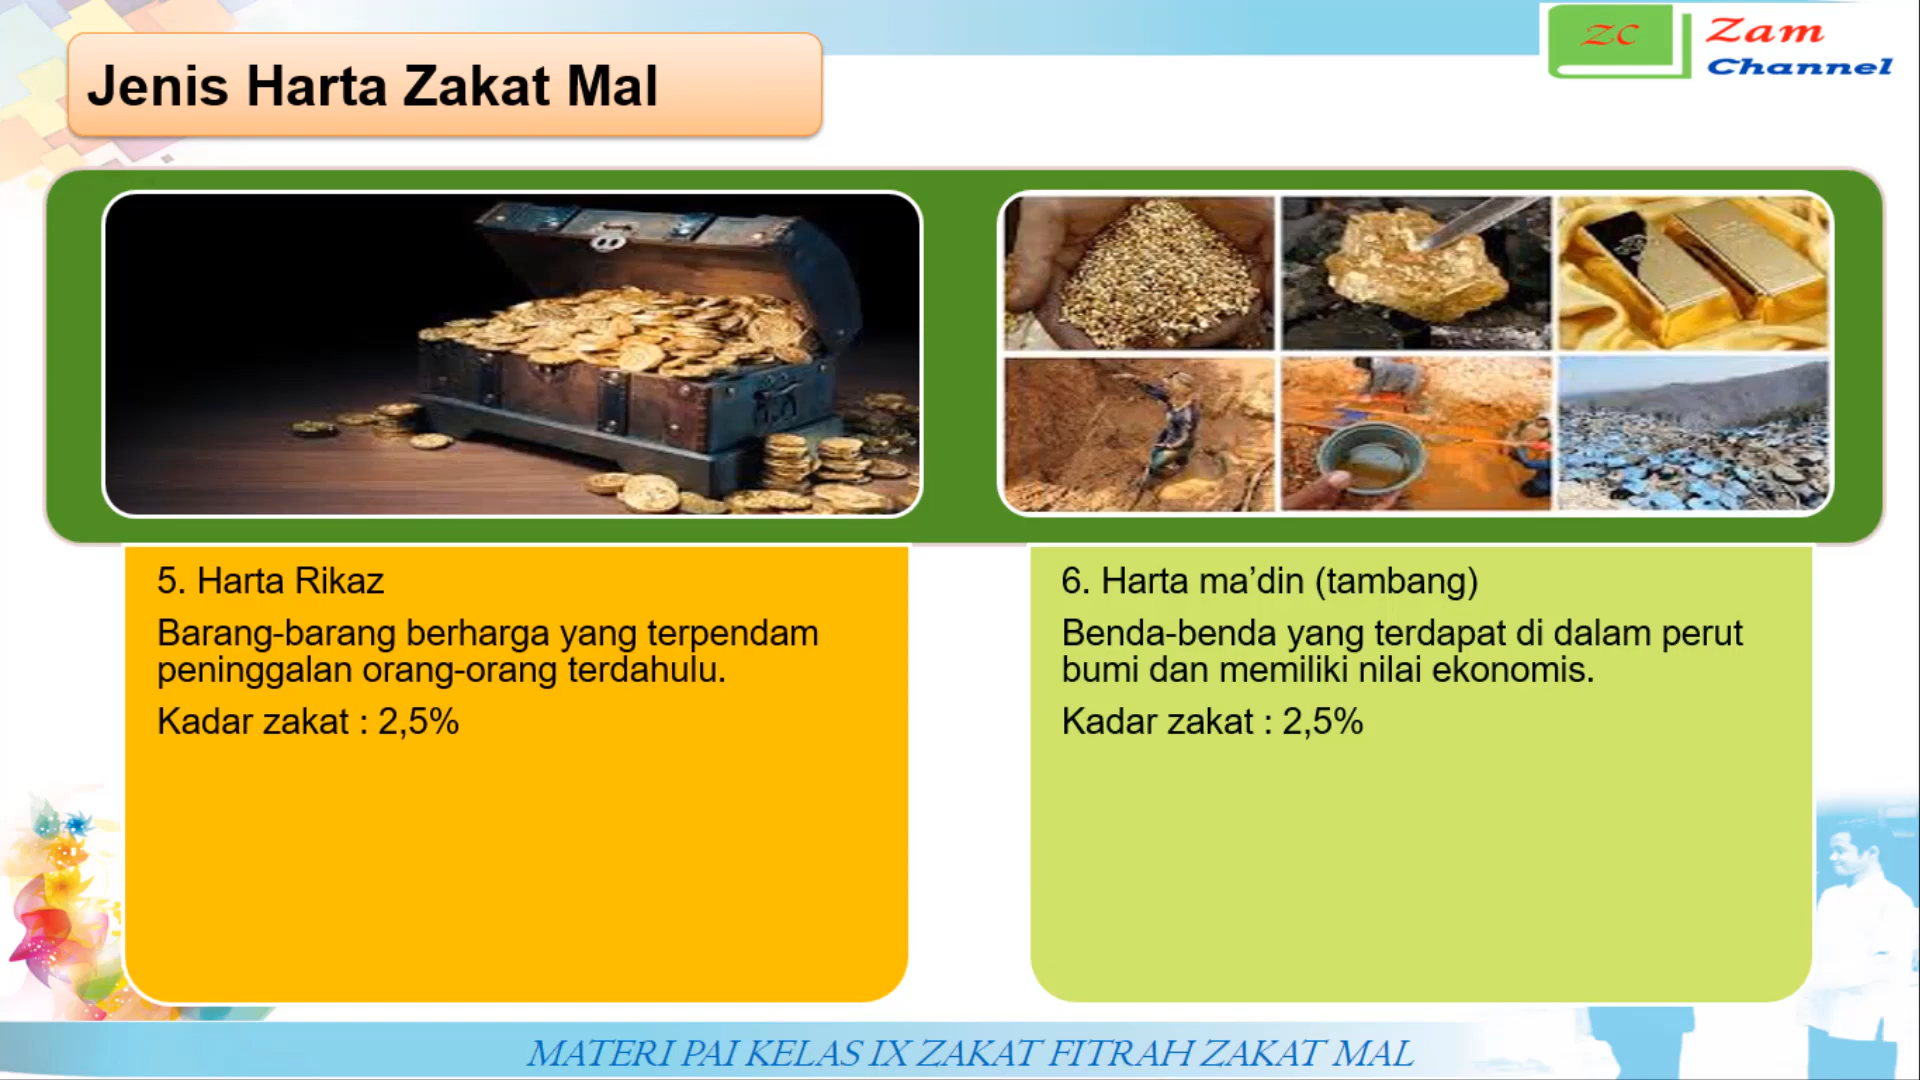 Jenis Harta Zakat Mal
ZC
Zam
Channel
5. Harta Rikaz
Barang-barang berharga yang terpendam
peninggalan orang-orang terdahulu.
Kadar zakat : 2,5%
6. Harta ma’din (tambang)
Benda-benda yang terdapat di dalam perut
bumi dan memiliki nilai ekonomis.
Kadar zakat : 2,5%
MATERI PAI KELAS IX ZAKAT FITRAH ZAKAT MAL